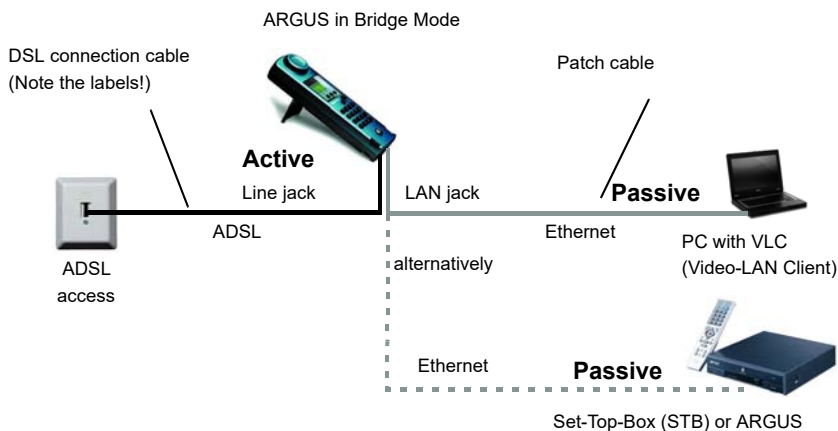 ARGUS in Bridge Mode
DSL connection cable
(Note the labels!)
Patch cable
Active
Line jack
LAN jack
Passive
ADSL
Ethernet
ADSL
access
PC with VLC
(Video-LAN Client)
alternatively
Ethernet
Passive
Set-Top-Box (STB) or ARGUS